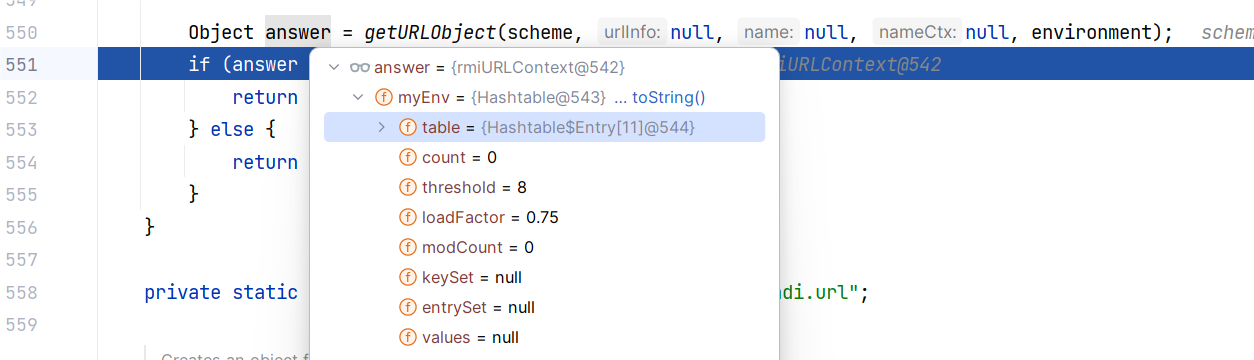 549
550 Object answer = getURLObject(scheme, urlInfo: null, name: null, nameCtx: null, environment); schem
551 if (answer iURLContext@542
answer = {rmiURLContext@542}
552 return
myEnv = {Hashtable@543} ... toString()
553 } else {
table = {Hashtable$Entry[11]@544}
554 return
count = 0
555 }
threshold = 8
loadFactor = 0.75
556 }
modCount = 0
557
keySet = null
558 private static ndi.url";
entrySet = null
559
values = null
Creates an object f